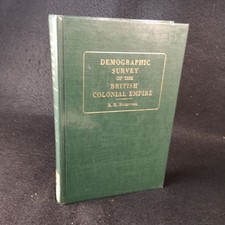 DEMOGRAPHIC
SURVEY
OF THE
BRITISH
COLONIAL EMPIRE
R. R.